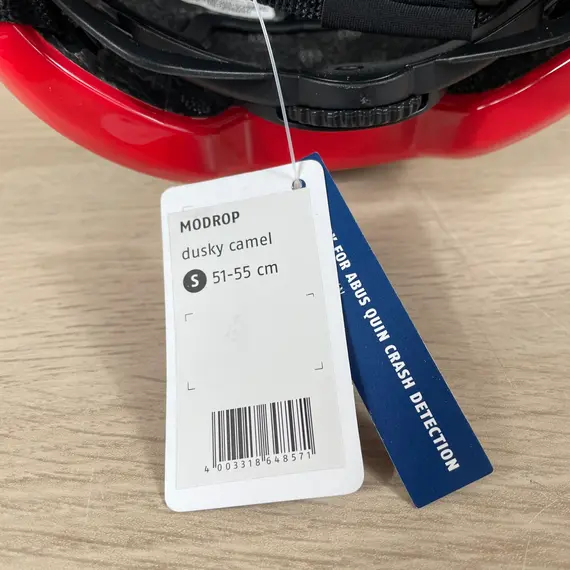 MODROP
dusky camel
S 51-55 cm
4 003318 648571
FOR ABUS QUIN CRASH DETECTION